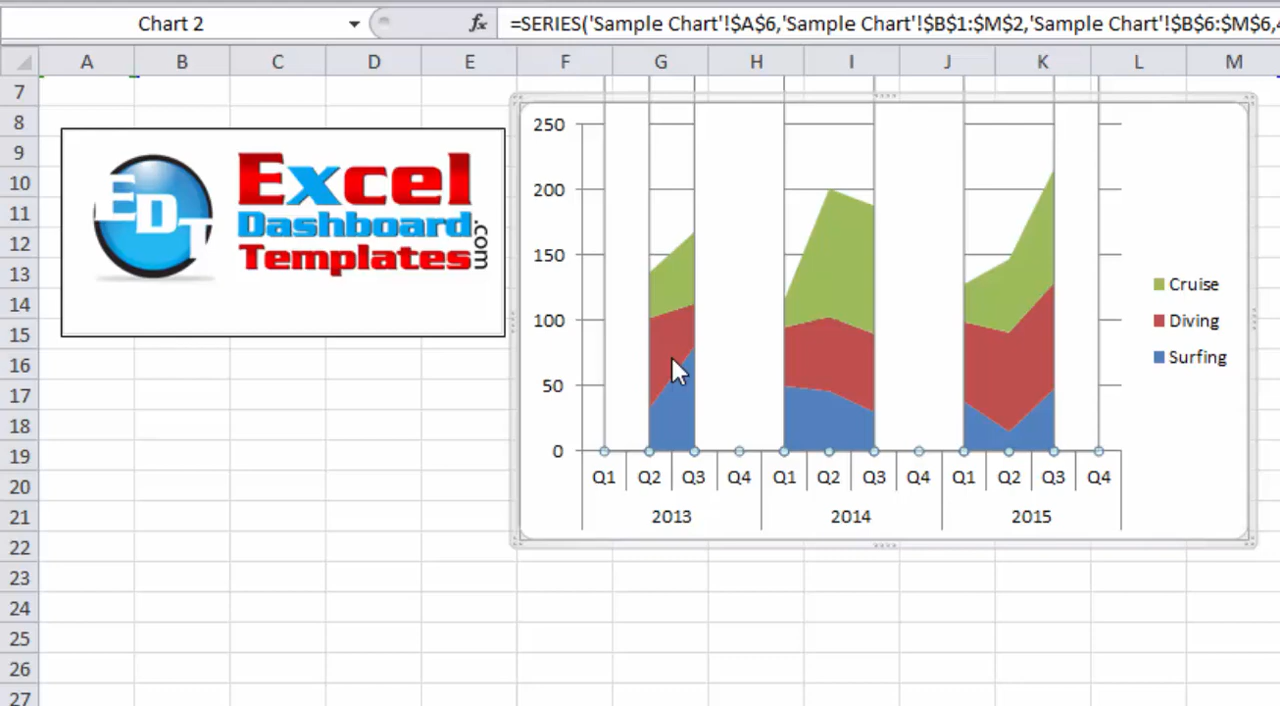 Chart 2 fx =SERIES('Sample Chart'!$A$6,'Sample Chart'!$B$1:$M$2,'Sample Chart'!$B$6:$M$6,4
A B C D E F G H I J K L M
7
8
9
10
11
12
13
14
15
16
17
18
19
20
21
22
23
24
25
26
27
EDT
Excel
Dashboard
Templates
.com
250
200
150
100
50
0
Q1 Q2 Q3 Q4 Q1 Q2 Q3 Q4 Q1 Q2 Q3 Q4
2013 2014 2015
Cruise
Diving
Surfing